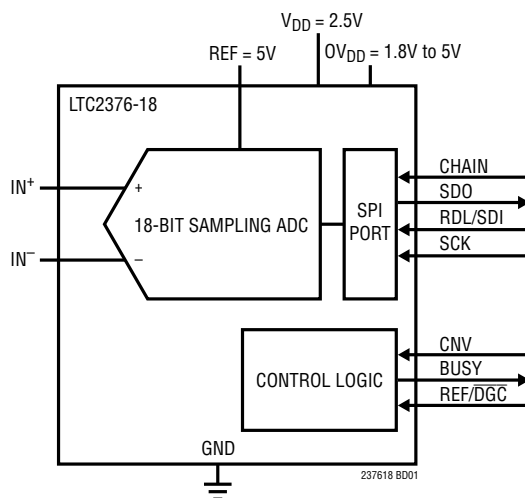 V_DD = 2.5V
REF = 5V
OV_DD = 1.8V to 5V
LTC2376-18
IN⁺
+
18-BIT SAMPLING ADC
IN⁻
–
SPI
PORT
CHAIN
SDO
RDL/SDI
SCK
CONTROL LOGIC
CNV
BUSY
REF/D̅G̅C̅
GND
237618 BD01